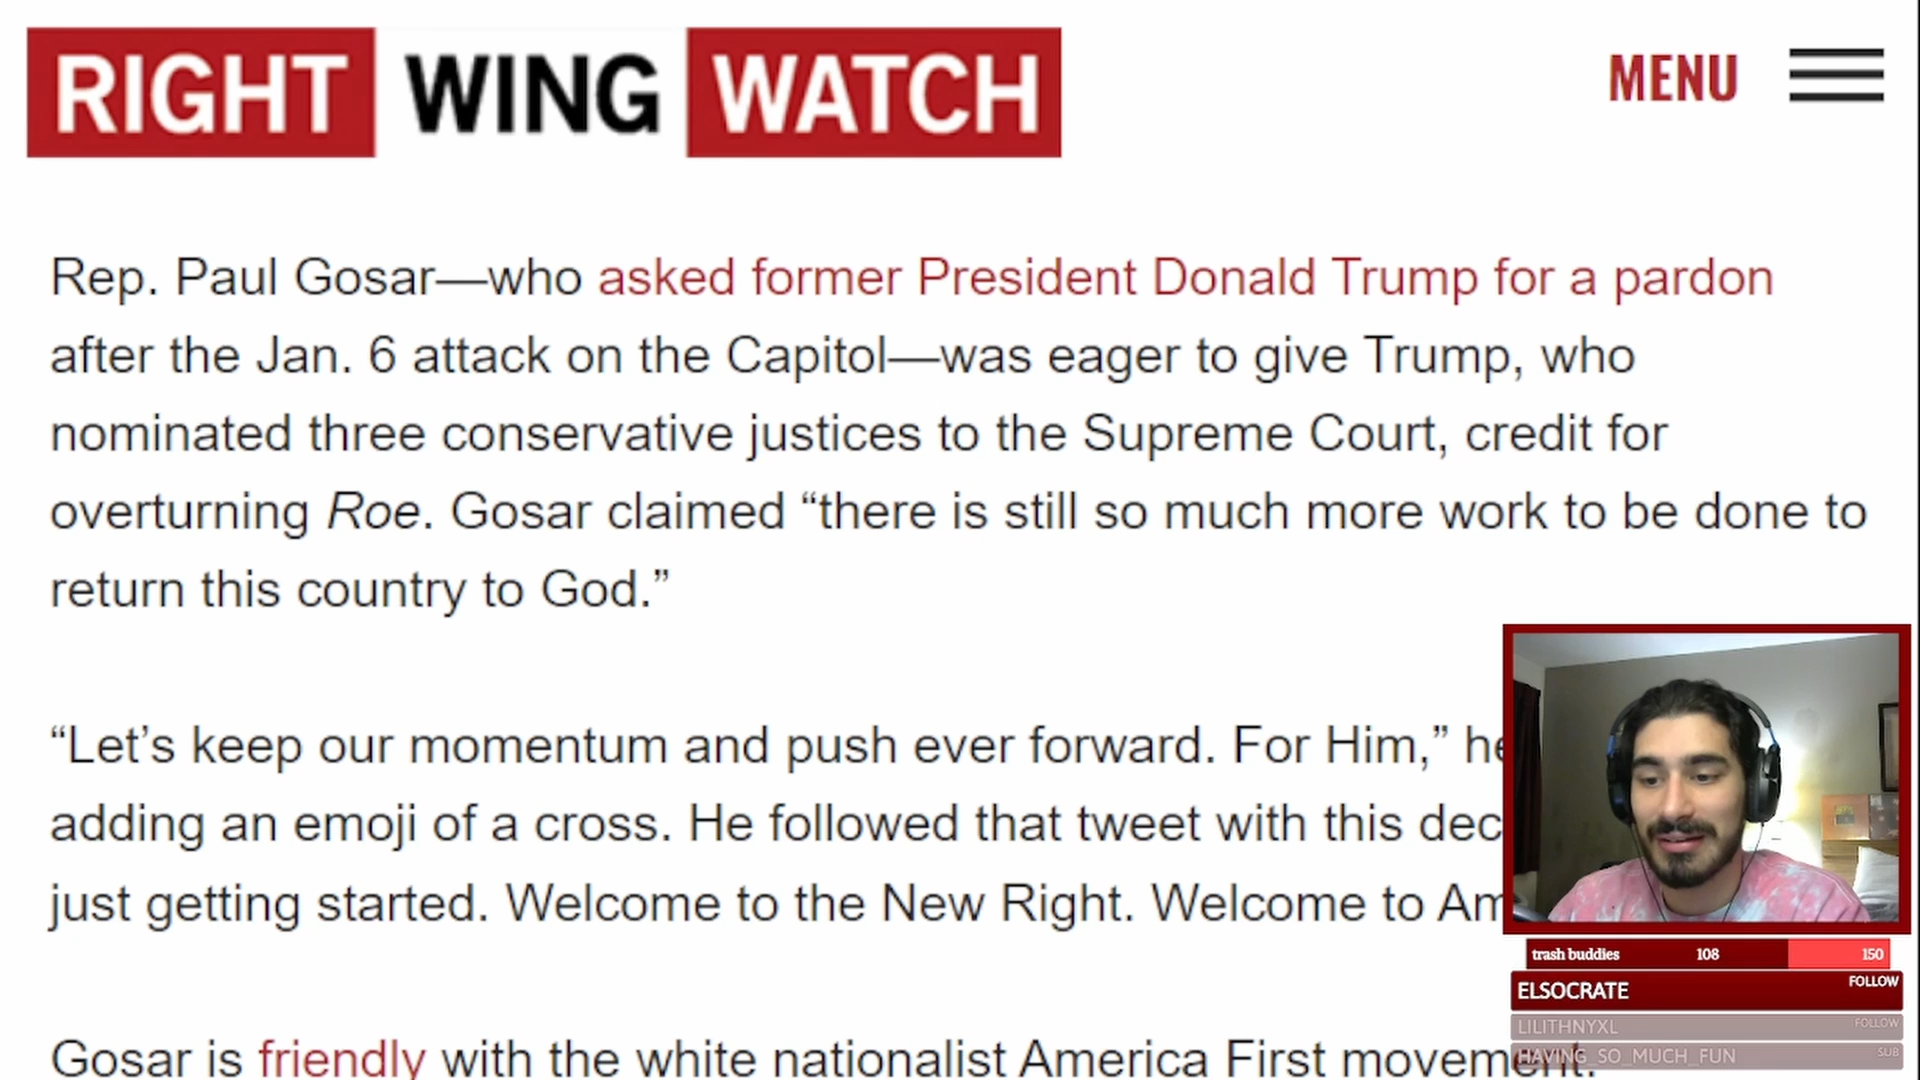 RIGHT WING WATCH
MENU
Rep. Paul Gosar—who asked former President Donald Trump for a pardon
after the Jan. 6 attack on the Capitol—was eager to give Trump, who
nominated three conservative justices to the Supreme Court, credit for
overturning Roe. Gosar claimed “there is still so much more work to be done to
return this country to God.”
“Let’s keep our momentum and push ever forward. For Him,” he
adding an emoji of a cross. He followed that tweet with this dec
just getting started. Welcome to the New Right. Welcome to Am
Gosar is friendly with the white nationalist America First movement.
trash buddies 108 150
ELSOCRATE FOLLOW
LILITHNYXL FOLLOW
HAVING_SO_MUCH_FUN SUB